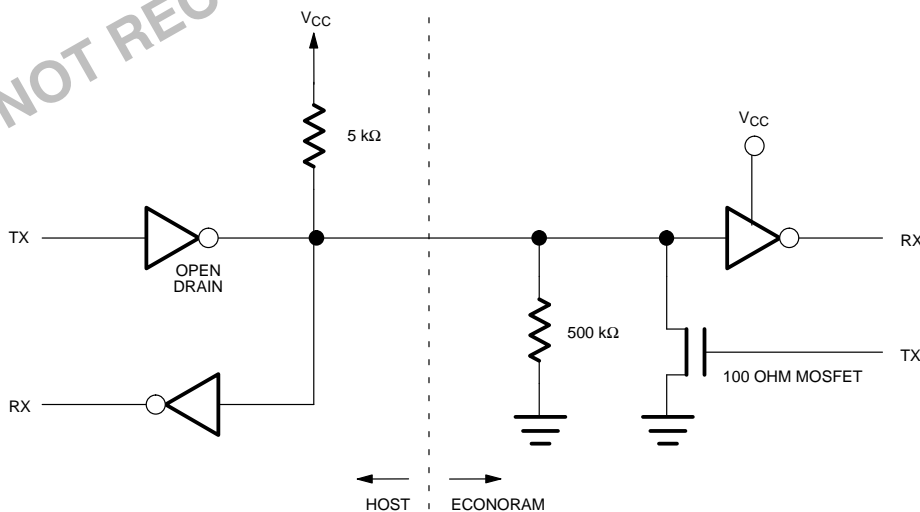 NOT REC
VCC
5 kΩ
VCC
TX
OPEN
DRAIN
RX
500 kΩ
TX
100 OHM MOSFET
RX
HOST
ECONORAM